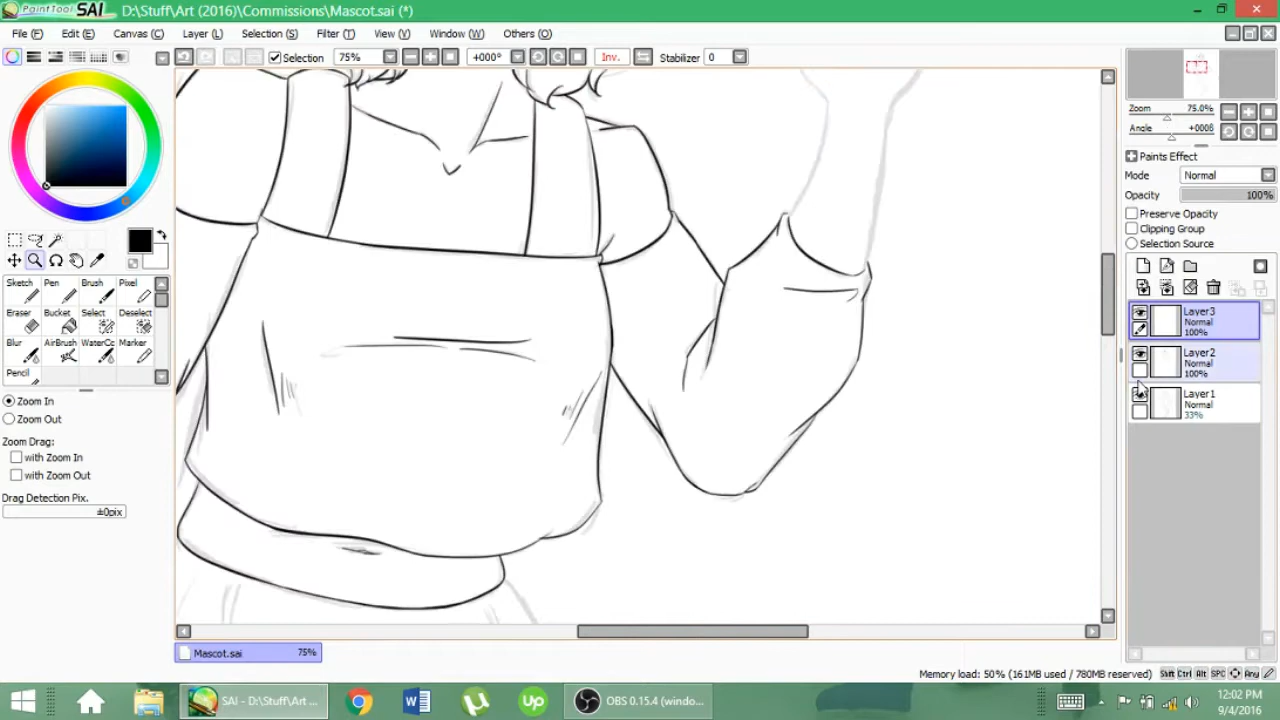 PaintTool SAI D:\Stuff\Art (2016)\Commissions\Mascot.sai (*)
File (F) Edit (E) Canvas (C) Layer (L) Selection (S) Filter (T) View (V) Window (W) Others (O)
Selection 75% +000° Inv. Stabilizer 0
Zoom 75.0%
Angle +000
Paints Effect
Mode Normal
Opacity 100%
Preserve Opacity
Clipping Group
Selection Source
Sketch Pen Brush Pixel
Eraser Bucket Select Deselect
Blur AirBrush WaterCc Marker
Pencil
Zoom In
Zoom Out
Zoom Drag:
with Zoom In
with Zoom Out
Drag Detection Pix.
±0pix
Layer3
Normal
100%
Layer2
Normal
100%
Layer1
Normal
33%
Mascot.sai 75%
Memory load: 50% (161MB used / 780MB reserved) Shift Ctrl Alt SPC Any
SAI - D:\Stuff\Art ... W Up OBS 0.15.4 (windo...
12:02 PM
9/4/2016